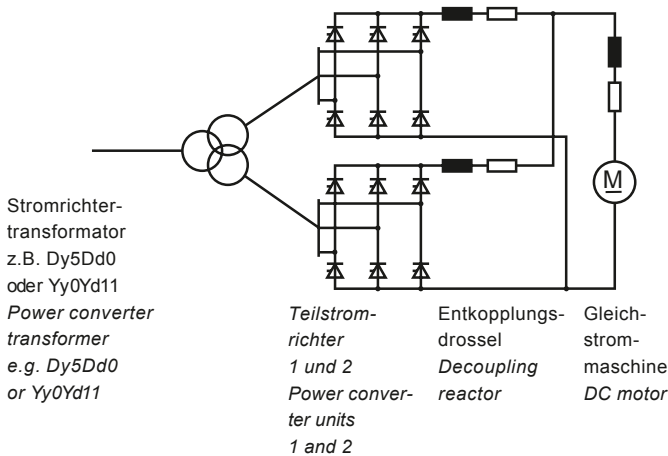 M
Stromrichter-
transformator
z.B. Dy5Dd0
oder Yy0Yd11
Power converter
transformer
e.g. Dy5Dd0
or Yy0Yd11
Teilstrom-
richter
1 und 2
Power conver-
ter units
1 and 2
Entkopplungs-
drossel
Decoupling
reactor
Gleich-
strom-
maschine
DC motor